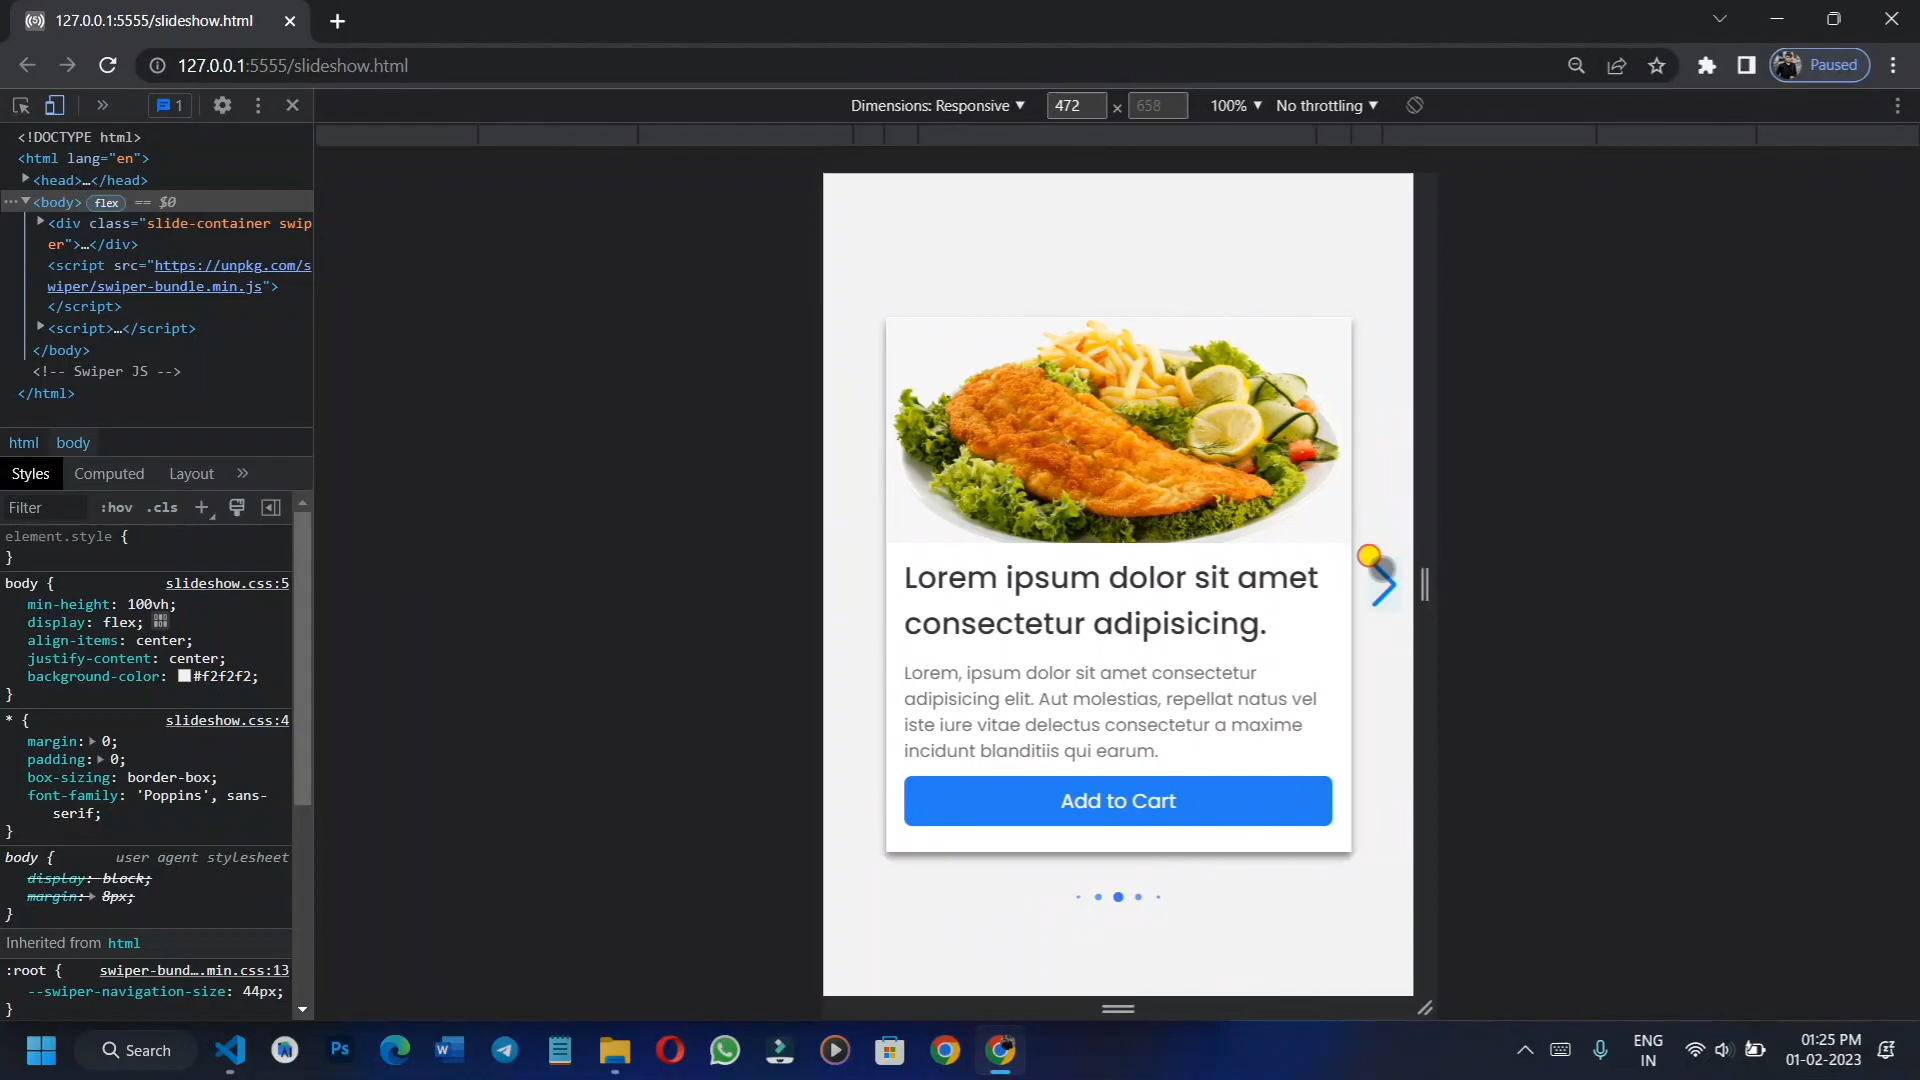 127.0.0.1:5555/slideshow.html
127.0.0.1:5555/slideshow.html
Paused
1
Dimensions: Responsive
472 × 658
100%
No throttling
<!DOCTYPE html>
<html lang="en">
<head>…</head>
<body> flex == $0
<div class="slide-container swip
er">…</div>
<script src="https://unpkg.com/s
wiper/swiper-bundle.min.js">
</script>
<script>…</script>
</body>
<!-- Swiper JS -->
</html>
html body
Styles Computed Layout
Filter :hov .cls
element.style {
}
body { slideshow.css:5
min-height: 100vh;
display: flex;
align-items: center;
justify-content: center;
background-color: #f2f2f2;
}
* { slideshow.css:4
margin: 0;
padding: 0;
box-sizing: border-box;
font-family: 'Poppins', sans-
serif;
}
body { user agent stylesheet
display: block;
margin: 8px;
}
Inherited from html
:root { swiper-bund….min.css:13
--swiper-navigation-size: 44px;
}
Lorem ipsum dolor sit amet
consectetur adipisicing.
Lorem, ipsum dolor sit amet consectetur
adipisicing elit. Aut molestias, repellat natus vel
iste iure vitae delectus consectetur a maxime
incidunt blanditiis qui earum.
Add to Cart
Search
Ps
ENG
IN
01:25 PM
01-02-2023